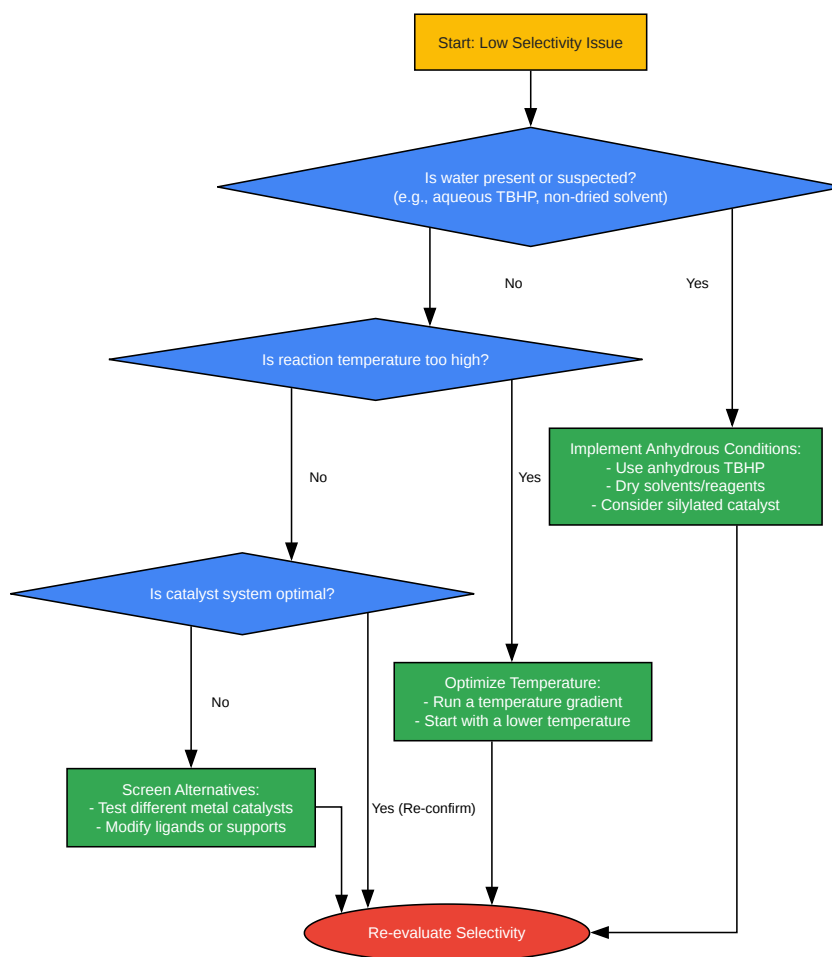 Start: Low Selectivity Issue
Is water present or suspected?
(e.g., aqueous TBHP, non-dried solvent)
No
Yes
Is reaction temperature too high?
Implement Anhydrous Conditions:
- Use anhydrous TBHP
- Dry solvents/reagents
- Consider silylated catalyst
No
Yes
Is catalyst system optimal?
Optimize Temperature:
- Run a temperature gradient
- Start with a lower temperature
No
Screen Alternatives:
- Test different metal catalysts
- Modify ligands or supports
Yes (Re-confirm)
Re-evaluate Selectivity